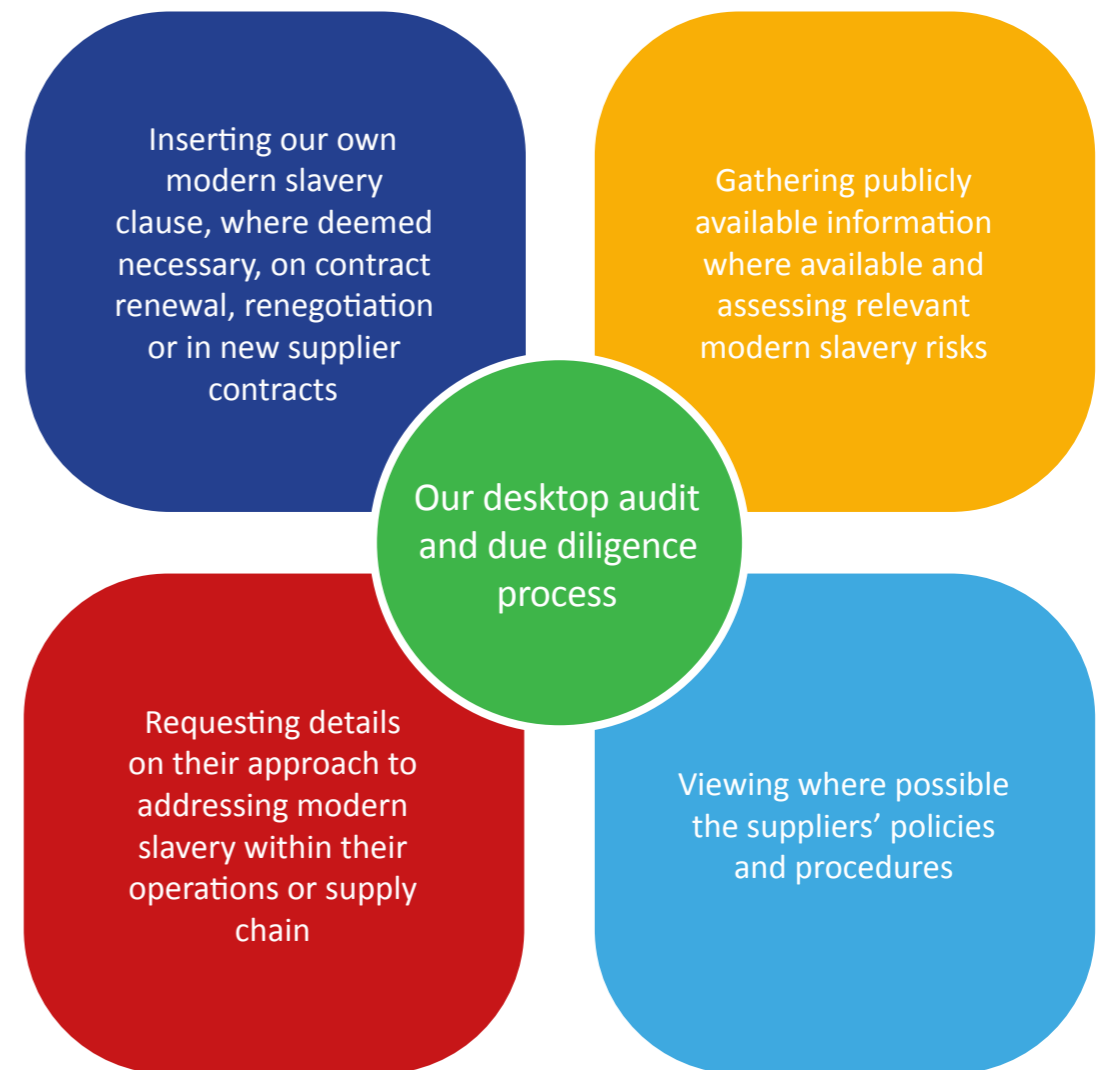 Inserting our own
modern slavery
clause, where deemed
necessary, on contract
renewal, renegotiation
or in new supplier
contracts
Gathering publicly
available information
where available and
assessing relevant
modern slavery risks
Our desktop audit
and due diligence
process
Requesting details
on their approach to
addressing modern
slavery within their
operations or supply
chain
Viewing where possible
the suppliers’ policies
and procedures